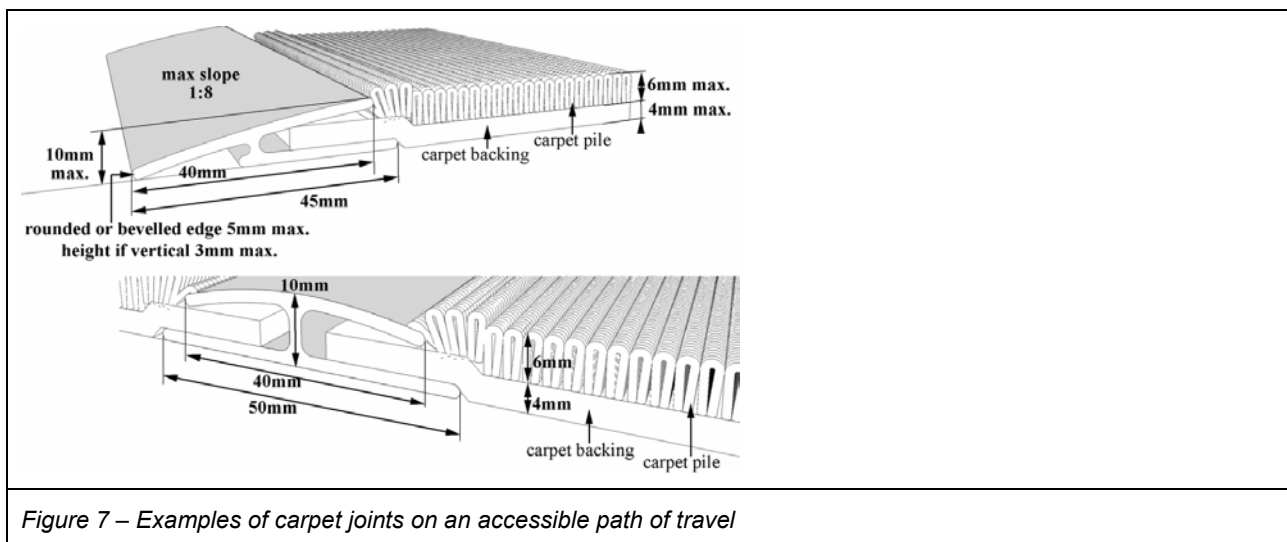 max slope
1:8
6mm max.
4mm max.
carpet pile
carpet backing
10mm
max.
40mm
45mm
rounded or bevelled edge 5mm max.
height if vertical 3mm max.
10mm
6mm
40mm
4mm
50mm
carpet backing
carpet pile
Figure 7 – Examples of carpet joints on an accessible path of travel